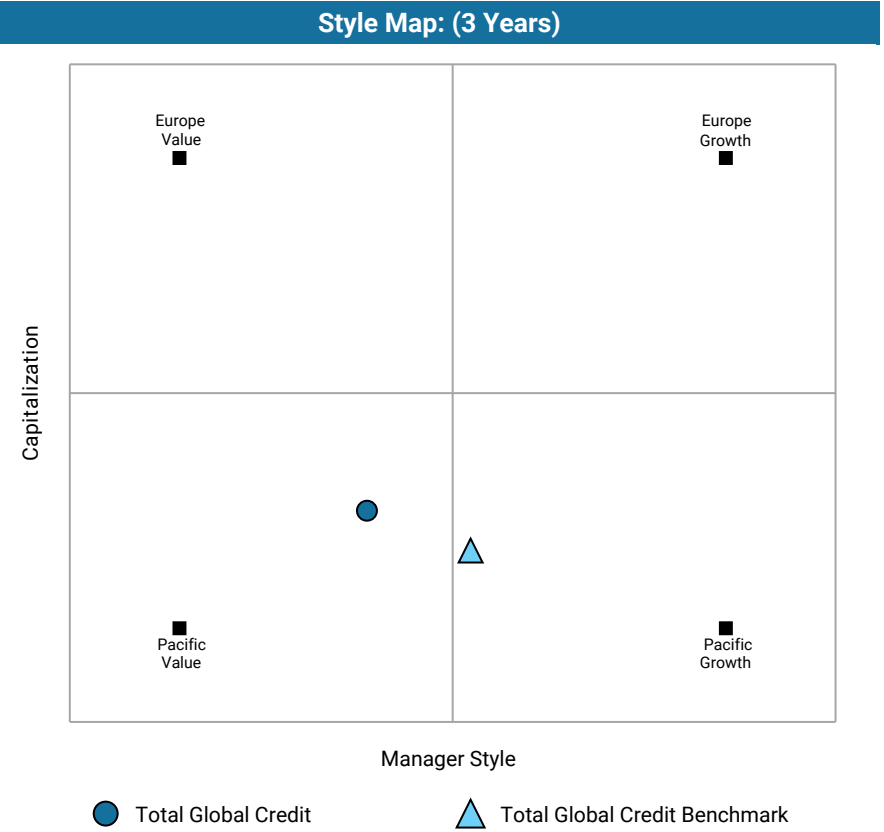 Style Map: (3 Years)
Europe
Value
Europe
Growth
Capitalization
Pacific
Value
Pacific
Growth
Manager Style
Total Global Credit
Total Global Credit Benchmark